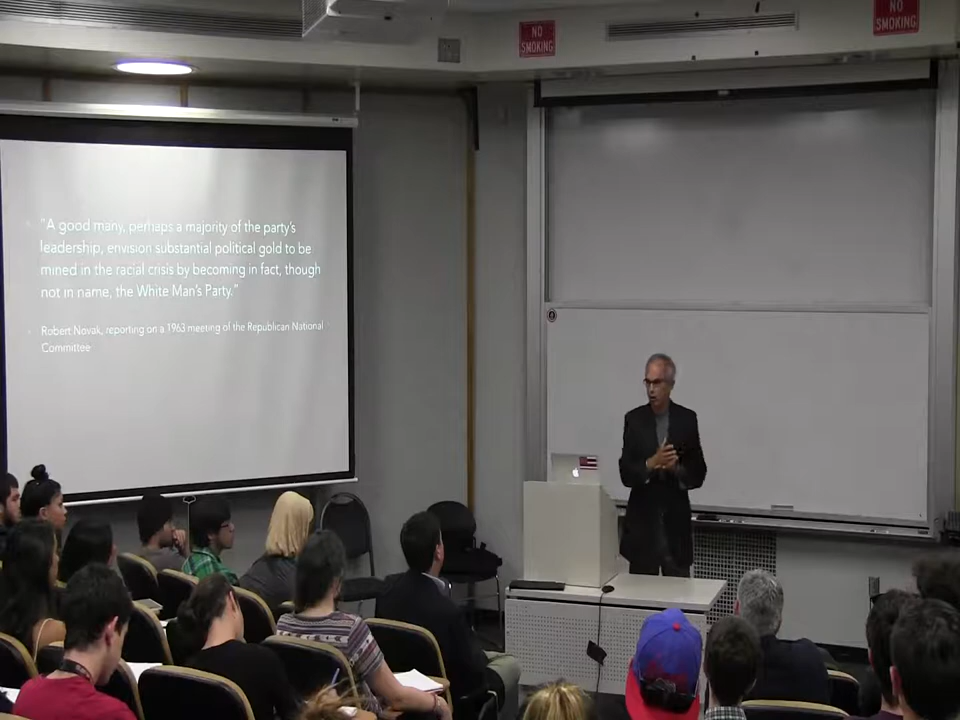 NO
SMOKING
NO
SMOKING
"A good many, perhaps a majority of the party's
leadership, envision substantial political gold to be
mined in the racial crisis by becoming in fact, though
not in name, the White Man's Party."
Robert Novak, reporting on a 1963 meeting of the Republican National
Committee